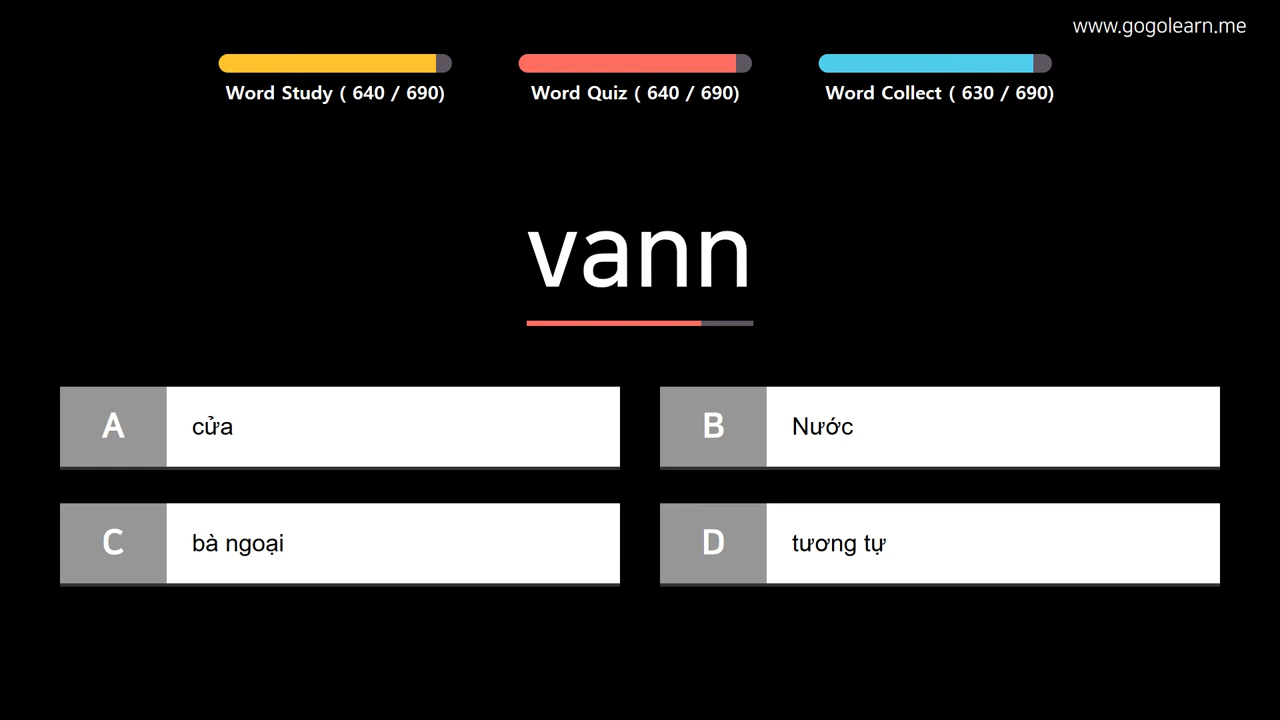 www.gogolearn.me
Word Study ( 640 / 690)
Word Quiz ( 640 / 690)
Word Collect ( 630 / 690)
vann
A cửa
B Nước
C bà ngoại
D tương tự